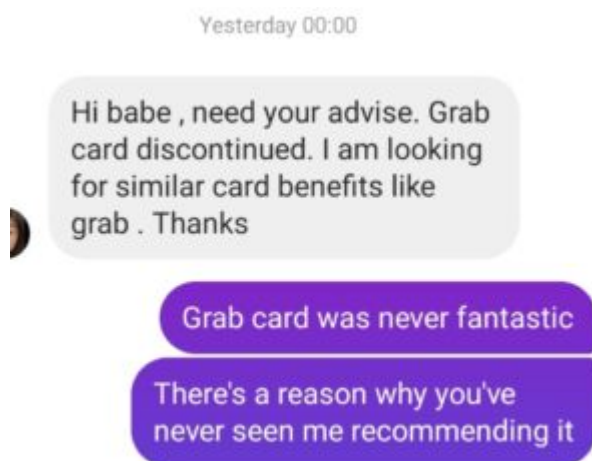 Yesterday 00:00
Hi babe , need your advise. Grab
card discontinued. I am looking
for similar card benefits like
grab . Thanks
Grab card was never fantastic
There's a reason why you've
never seen me recommending it